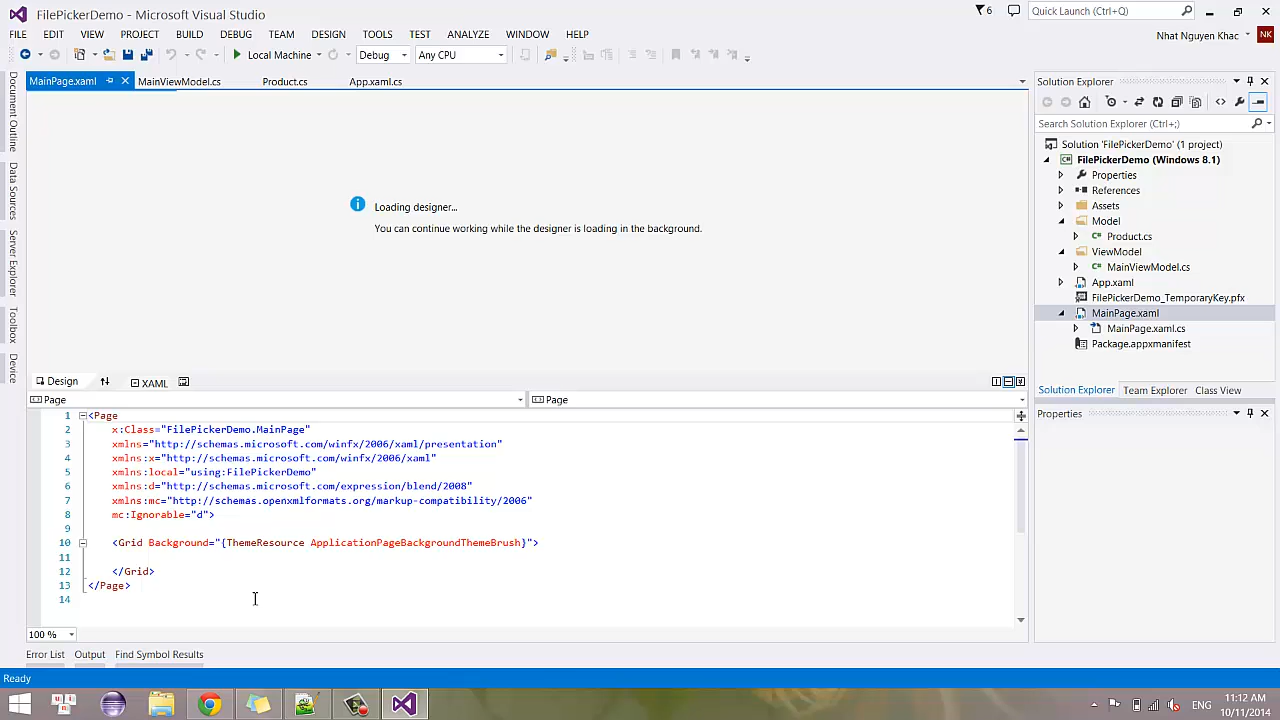 FilePickerDemo - Microsoft Visual Studio
6
Quick Launch (Ctrl+Q)
FILE EDIT VIEW PROJECT BUILD DEBUG TEAM DESIGN TOOLS TEST ANALYZE WINDOW HELP
Nhat Nguyen Khac
NK
Local Machine
Debug
Any CPU
MainPage.xaml
MainViewModel.cs
Product.cs
App.xaml.cs
Document Outline
Data Sources
Server Explorer
Toolbox
Device
Loading designer...
You can continue working while the designer is loading in the background.
Design
XAML
Page
Page
1 <Page
2 x:Class="FilePickerDemo.MainPage"
3 xmlns="http://schemas.microsoft.com/winfx/2006/xaml/presentation"
4 xmlns:x="http://schemas.microsoft.com/winfx/2006/xaml"
5 xmlns:local="using:FilePickerDemo"
6 xmlns:d="http://schemas.microsoft.com/expression/blend/2008"
7 xmlns:mc="http://schemas.openxmlformats.org/markup-compatibility/2006"
8 mc:Ignorable="d">
9
10 <Grid Background="{ThemeResource ApplicationPageBackgroundThemeBrush}">
11
12 </Grid>
13 </Page>
14
100 %
Solution Explorer
Search Solution Explorer (Ctrl+;)
Solution 'FilePickerDemo' (1 project)
FilePickerDemo (Windows 8.1)
Properties
References
Assets
Model
Product.cs
ViewModel
MainViewModel.cs
App.xaml
FilePickerDemo_TemporaryKey.pfx
MainPage.xaml
MainPage.xaml.cs
Package.appxmanifest
Solution Explorer Team Explorer Class View
Properties
Error List Output Find Symbol Results
Ready
ENG
11:12 AM
10/11/2014